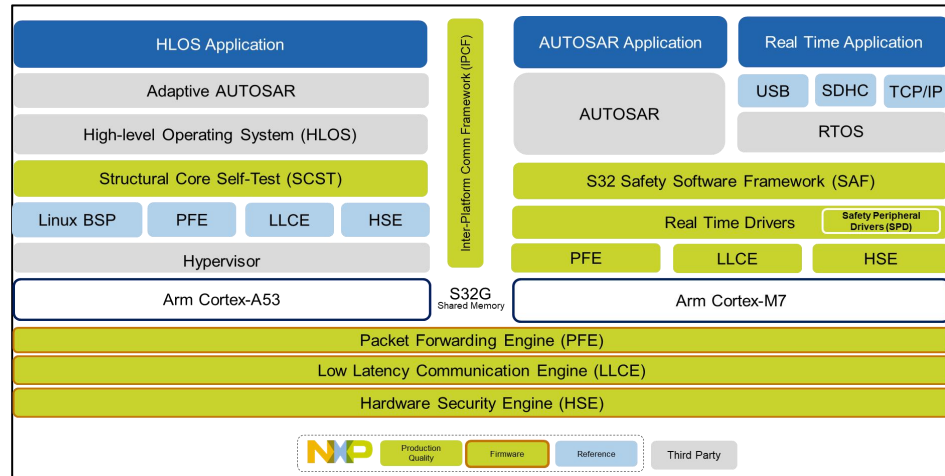 HLOS Application
Adaptive AUTOSAR
High-level Operating System (HLOS)
Structural Core Self-Test (SCST)
Linux BSP
PFE
LLCE
HSE
Hypervisor
Arm Cortex-A53
Inter-Platform Comm Framework (IPCF)
S32G
Shared Memory
AUTOSAR Application
Real Time Application
AUTOSAR
USB
SDHC
TCP/IP
RTOS
S32 Safety Software Framework (SAF)
Real Time Drivers
Safety Peripheral
Drivers (SPD)
PFE
LLCE
HSE
Arm Cortex-M7
Packet Forwarding Engine (PFE)
Low Latency Communication Engine (LLCE)
Hardware Security Engine (HSE)
NXP
Production
Quality
Firmware
Reference
Third Party